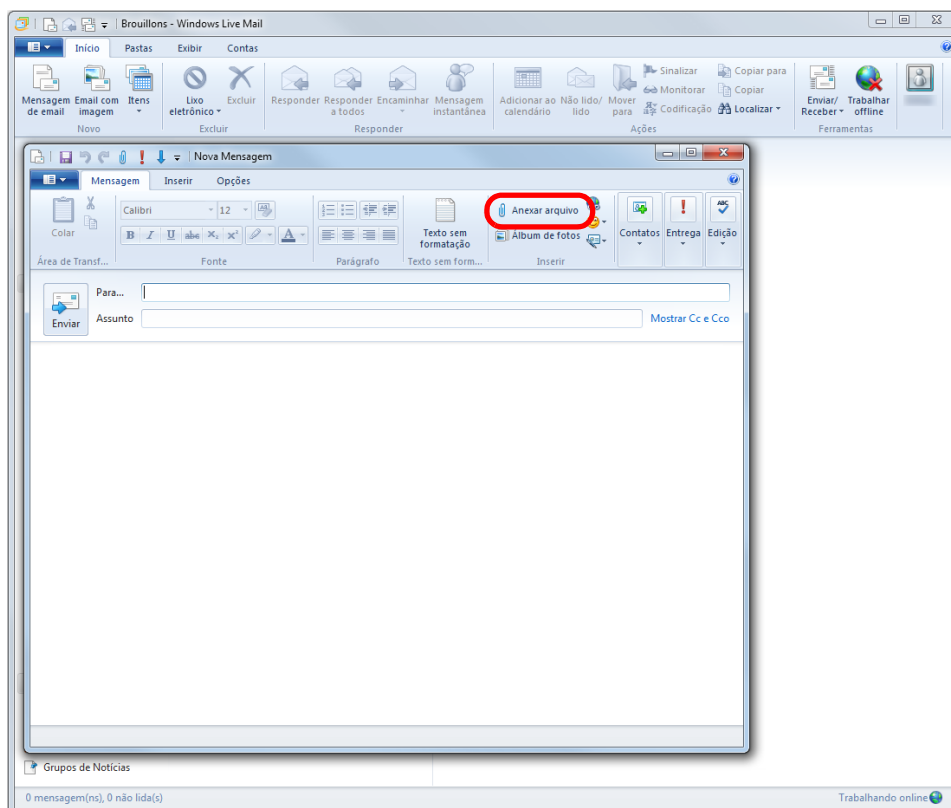 Brouillons - Windows Live Mail
Início Pastas Exibir Contas
Mensagem de email
Email com imagem
Itens
Lixo eletrônico
Excluir
Responder
Responder a todos
Encaminhar
Mensagem instantânea
Adicionar ao calendário
Não lido/ lido
Mover para
Sinalizar
Monitorar
Codificação
Copiar para
Copiar
Localizar
Enviar/ Receber
Trabalhar offline
Novo Excluir Responder Ações Ferramentas
Nova Mensagem
Mensagem Inserir Opções
Colar
Calibri 12
B I U abc X₂ X² A
Texto sem formatação
Anexar arquivo
Álbum de fotos
Contatos
Entrega
ABC
Edição
Área de Transf... Fonte Parágrafo Texto sem form... Inserir
Para...
Enviar
Assunto
Mostrar Cc e Cco
Grupos de Notícias
0 mensagem(ns), 0 não lida(s)
Trabalhando online